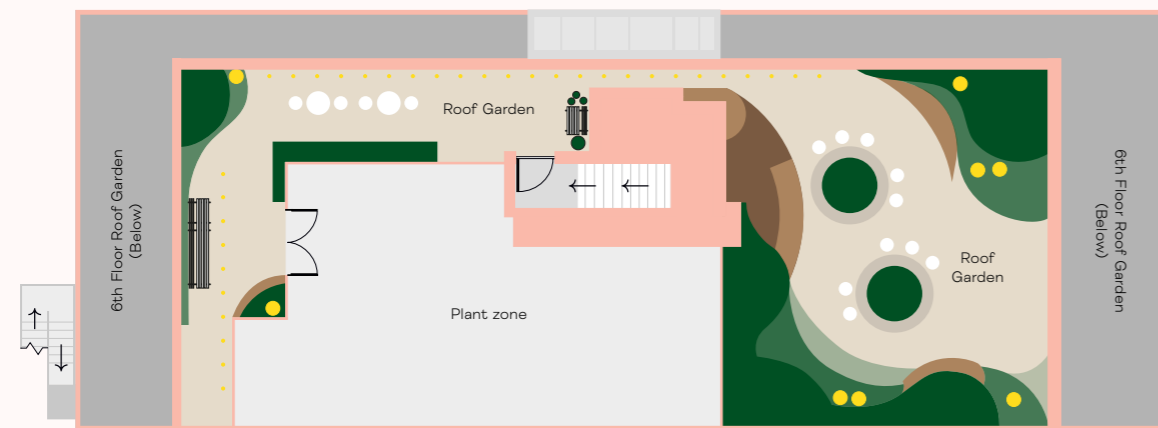 6th Floor Roof Garden
(Below)
Roof Garden
Plant zone
Roof
Garden
6th Floor Roof Garden
(Below)